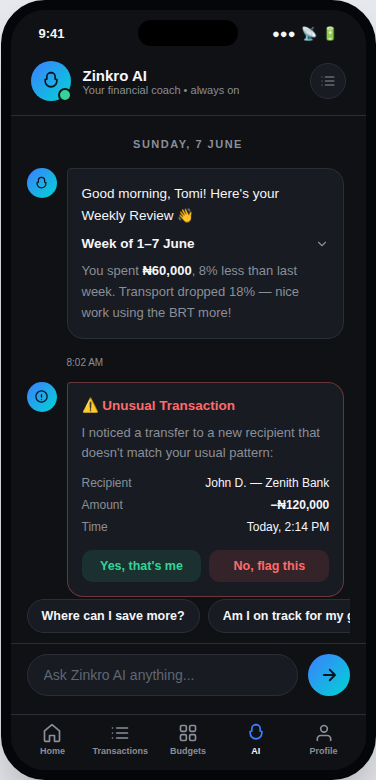 9:41
Zinkro AI
Your financial coach • always on
SUNDAY, 7 JUNE
Good morning, Tomi! Here's your
Weekly Review 👋
Week of 1–7 June
You spent ₦60,000, 8% less than last
week. Transport dropped 18% — nice
work using the BRT more!
8:02 AM
⚠️ Unusual Transaction
I noticed a transfer to a new recipient that
doesn't match your usual pattern:
Recipient John D. — Zenith Bank
Amount –₦120,000
Time Today, 2:14 PM
Yes, that's me No, flag this
Where can I save more? Am I on track for my
Ask Zinkro AI anything...
Home Transactions Budgets AI Profile